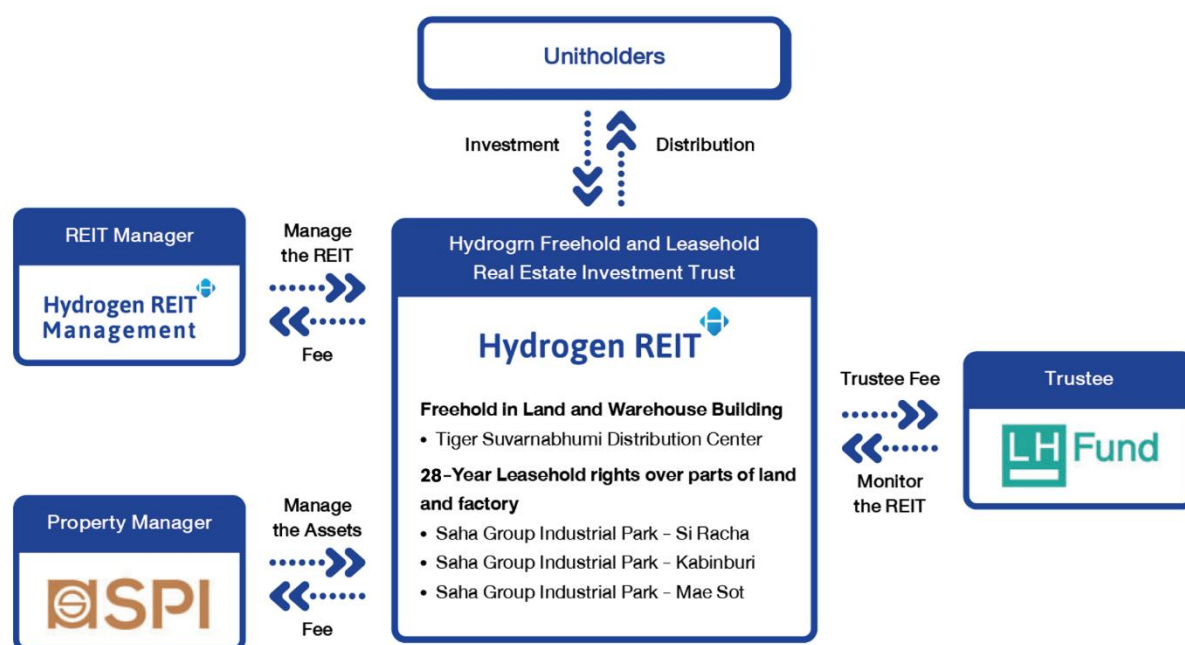 Unitholders
Investment
Distribution
REIT Manager
Hydrogen REIT
Management
Manage
the REIT
Fee
Hydrogrn Freehold and Leasehold
Real Estate Investment Trust
Hydrogen REIT
Freehold in Land and Warehouse Building
• Tiger Suvarnabhumi Distribution Center
28-Year Leasehold rights over parts of land
and factory
• Saha Group Industrial Park - Si Racha
• Saha Group Industrial Park - Kabinburi
• Saha Group Industrial Park - Mae Sot
Trustee Fee
Monitor
the REIT
Trustee
LH Fund
Property Manager
SPI
Manage
the Assets
Fee